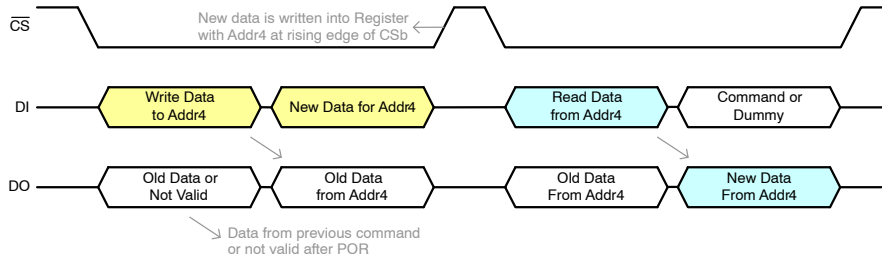 CS
New data is written into Register
with Addr4 at rising edge of CSb
DI
Write Data
to Addr4
New Data for Addr4
Read Data
from Addr4
Command or
Dummy
DO
Old Data or
Not Valid
Old Data
from Addr4
Old Data
From Addr4
New Data
From Addr4
Data from previous command
or not valid after POR